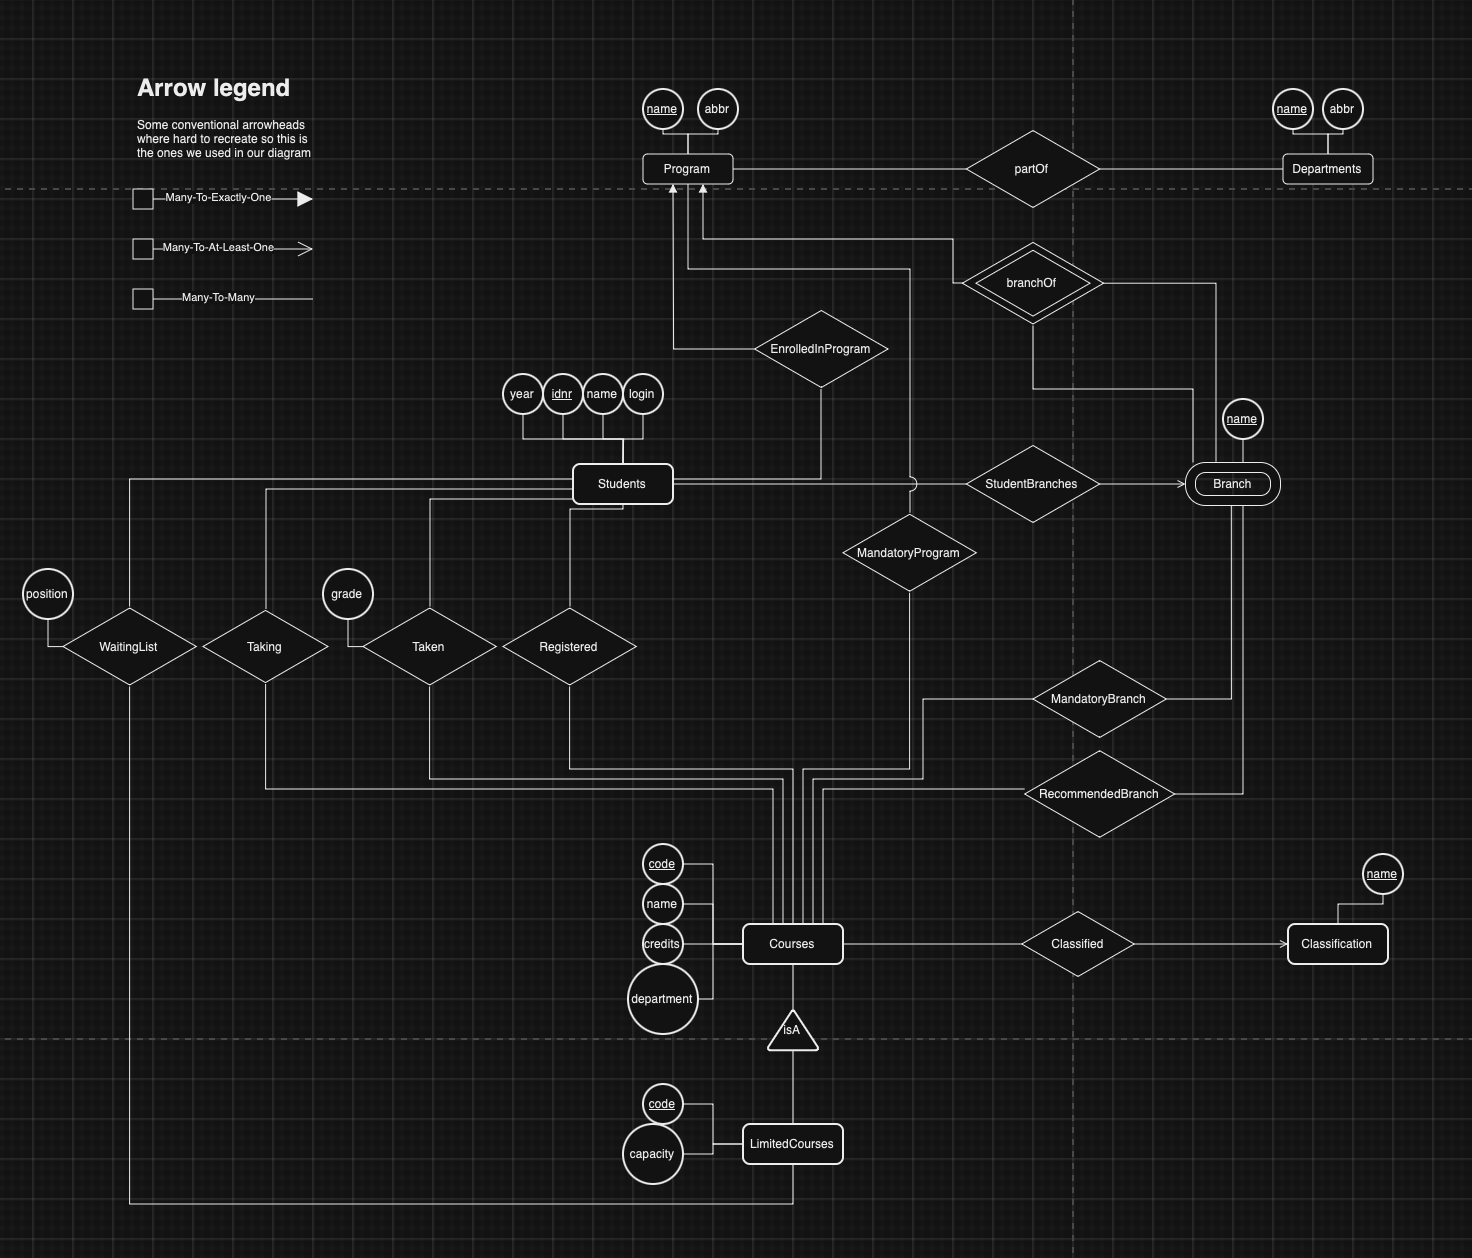 Arrow legend
Some conventional arrowheads
where hard to recreate so this is
the ones we used in our diagram
Many-To-Exactly-One
Many-To-At-Least-One
Many-To-Many
name
abbr
name
abbr
Program
partOf
Departments
branchOf
EnrolledInProgram
year
idnr
name
login
name
Students
StudentBranches
Branch
MandatoryProgram
position
grade
WaitingList
Taking
Taken
Registered
MandatoryBranch
RecommendedBranch
code
name
credits
department
name
Courses
Classified
Classification
isA
code
capacity
LimitedCourses